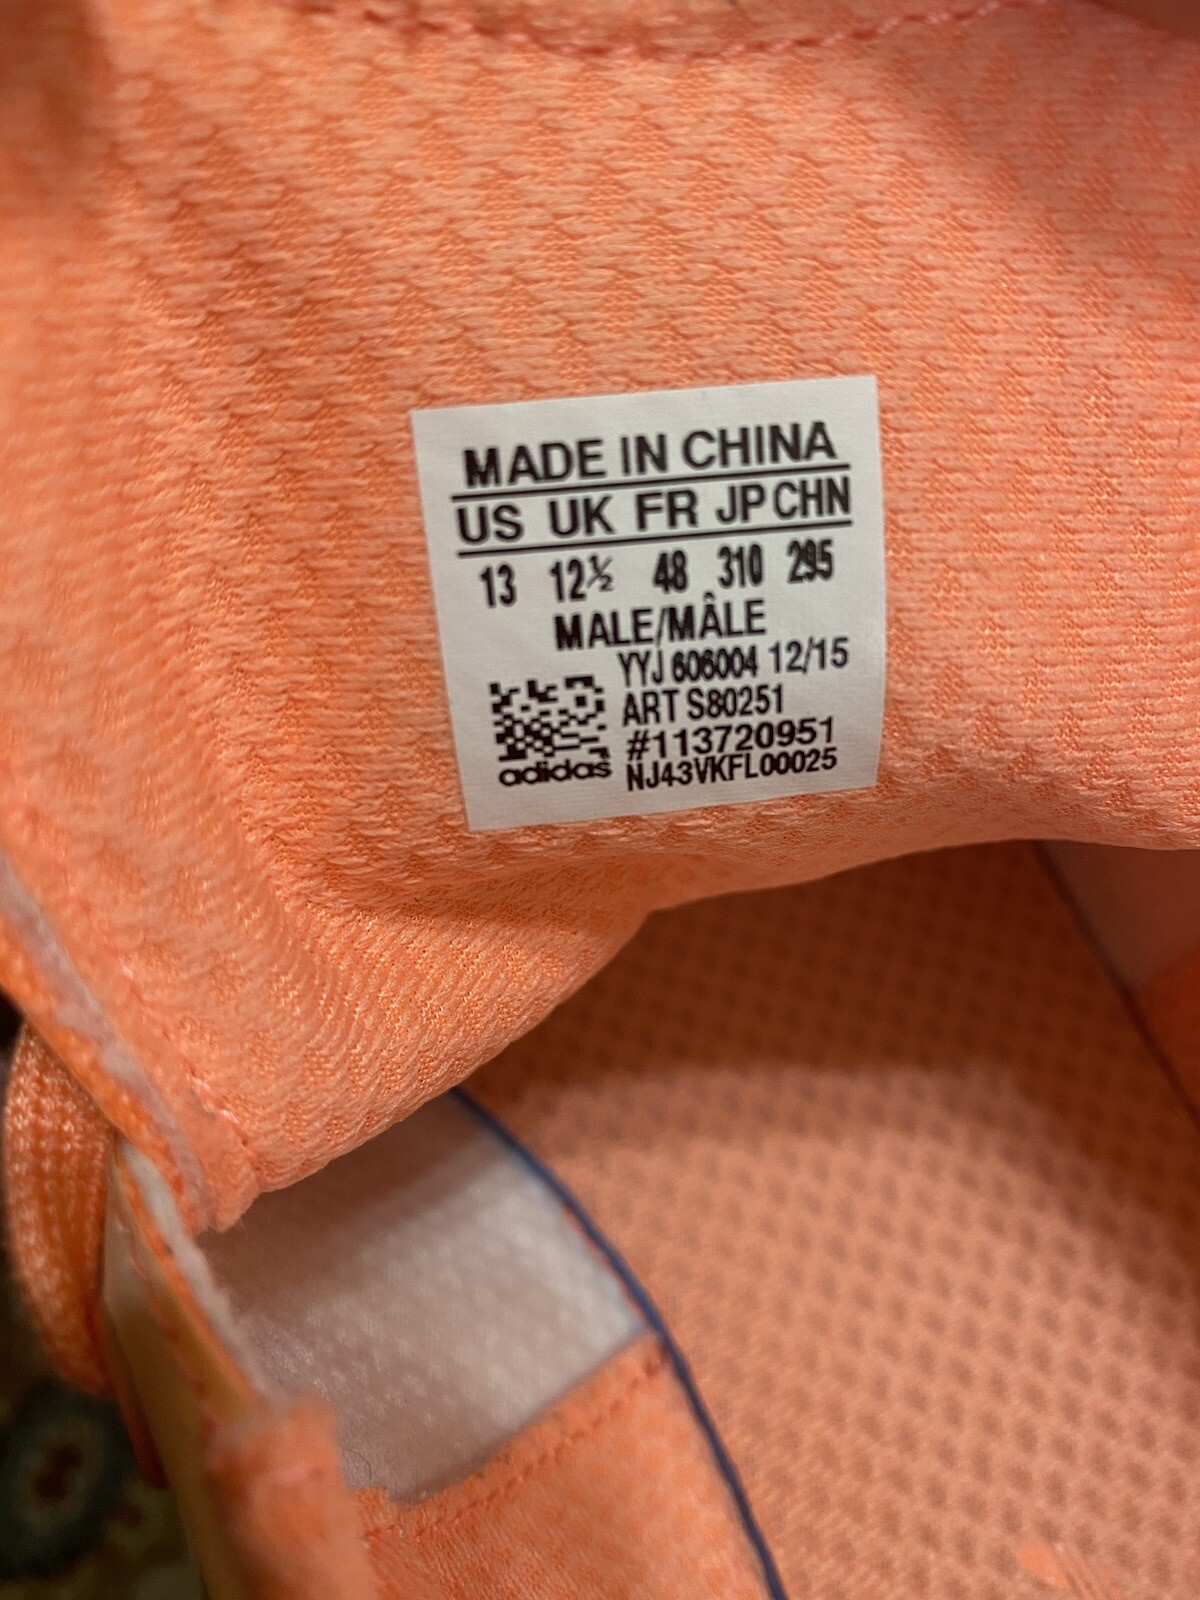 MADE IN CHINA
US UK FR JP CHN
13 12½ 48 310 295
MALE/MÂLE
YYJ 606004 12/15
ART S80251
#113720951
adidas NJ43VKFL00025